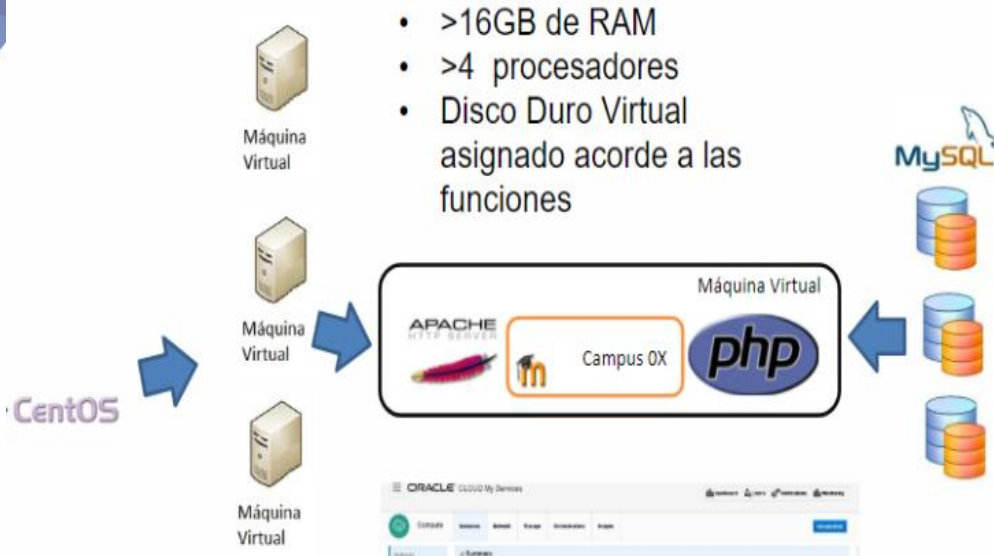 • >16GB de RAM
• >4 procesadores
• Disco Duro Virtual
asignado acorde a las
funciones
Máquina
Virtual
MySQL
Máquina Virtual
APACHE
HTTP SERVER
Campus 0X
php
Máquina
Virtual
CentOS
Máquina
Virtual
ORACLE CLOUD My Services
Compute
Summary